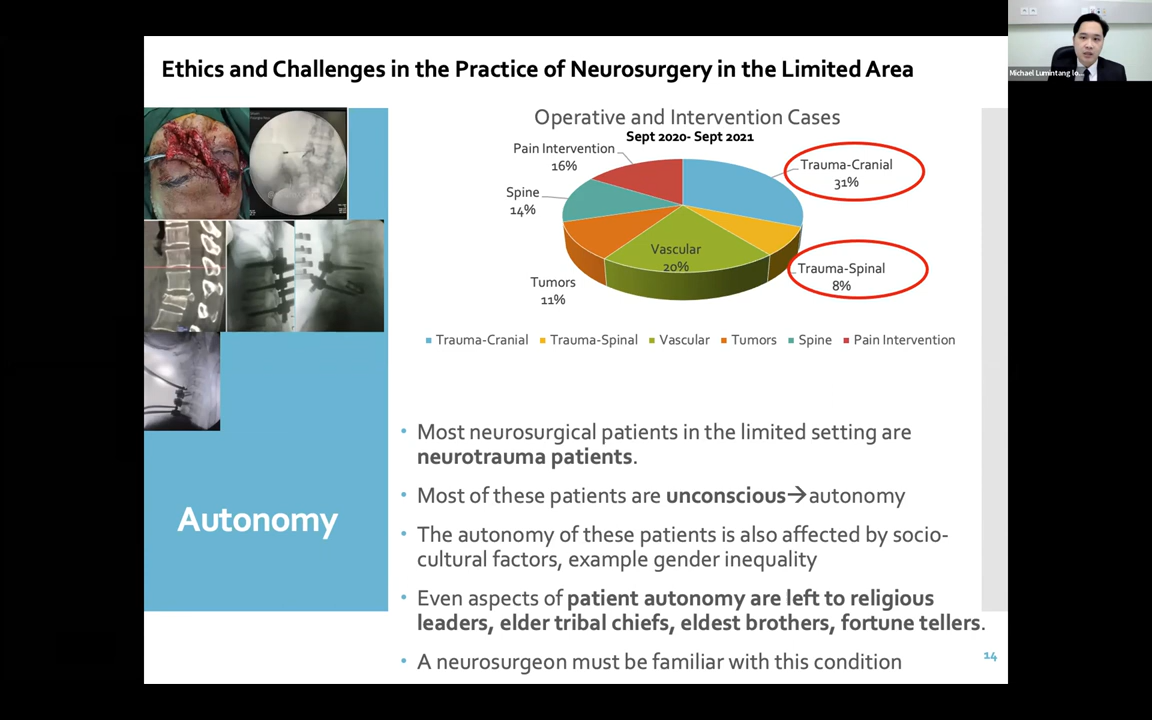 Ethics and Challenges in the Practice of Neurosurgery in the Limited Area
Michael Lumintang lo...
Operative and Intervention Cases
Sept 2020- Sept 2021
Pain Intervention
16%
Trauma-Cranial
31%
Spine
14%
Vascular
20%
Trauma-Spinal
8%
Tumors
11%
Trauma-Cranial Trauma-Spinal Vascular Tumors Spine Pain Intervention
Autonomy
• Most neurosurgical patients in the limited setting are
neurotrauma patients.
• Most of these patients are unconscious→autonomy
• The autonomy of these patients is also affected by socio-
cultural factors, example gender inequality
• Even aspects of patient autonomy are left to religious
leaders, elder tribal chiefs, eldest brothers, fortune tellers.
• A neurosurgeon must be familiar with this condition
14